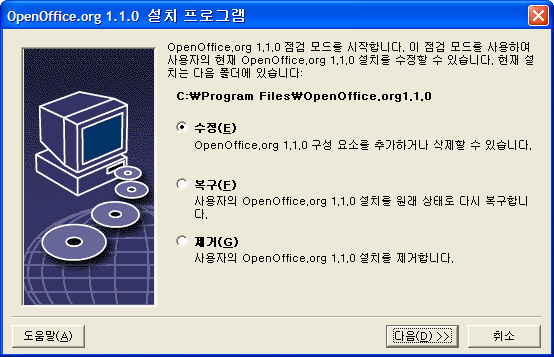 OpenOffice.org 1.1.0 설치 프로그램
OpenOffice.org 1.1.0 점검 모드을 시작합니다. 이 점검 모드을 사용하여
사용자의 현재 OpenOffice.org 1.1.0 설치을 수정할 수 있습니다. 현재 설
치는 다음 폴더에 있습니다:
C:₩Program Files₩OpenOffice.org1.1.0
수정(E)
OpenOffice.org 1.1.0 구성 요소를 추가하거나 삭제할 수 있습니다.
복구(F)
사용자의 OpenOffice.org 1.1.0 설치을 원래 상태로 다시 복구합니
다.
제거(G)
사용자의 OpenOffice.org 1.1.0 설치을 제거합니다.
도움말(A)
다음(D) >>
취소